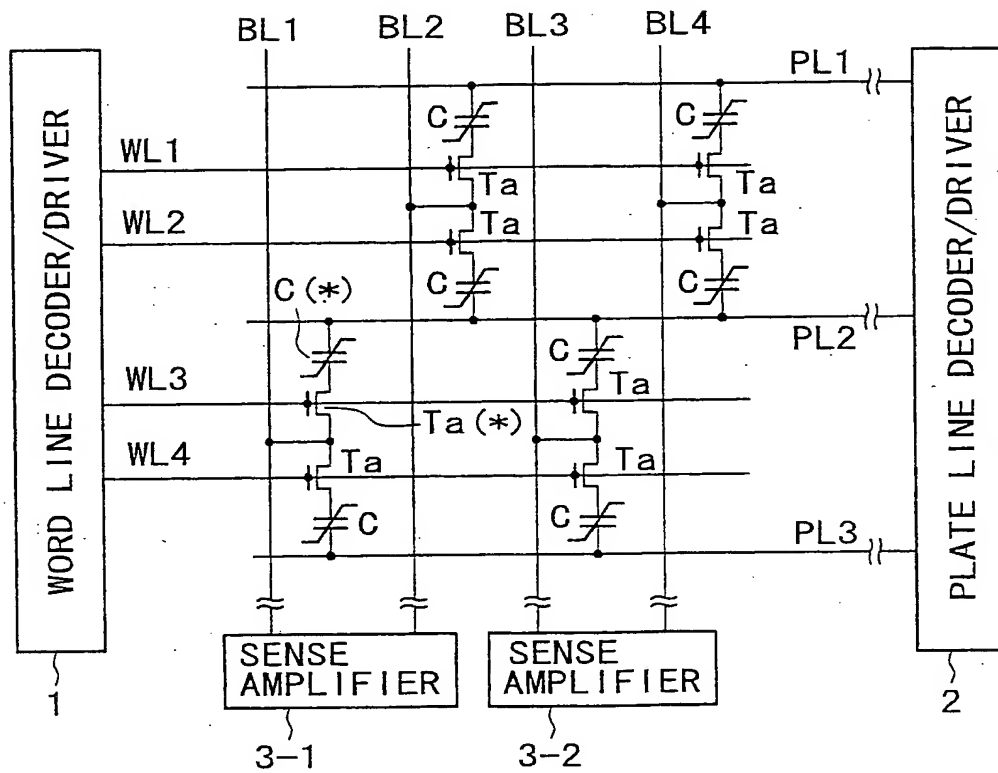 BL1 BL2 BL3 BL4
PL1
C C
WL1
Ta Ta
WL2
Ta Ta
C C
C (*)
PL2
C
WL3
Ta
Ta (*)
WL4
Ta Ta
C C
PL3
WORD LINE DECODER/DRIVER
PLATE LINE DECODER/DRIVER
SENSE
AMPLIFIER
SENSE
AMPLIFIER
1
2
3-1
3-2